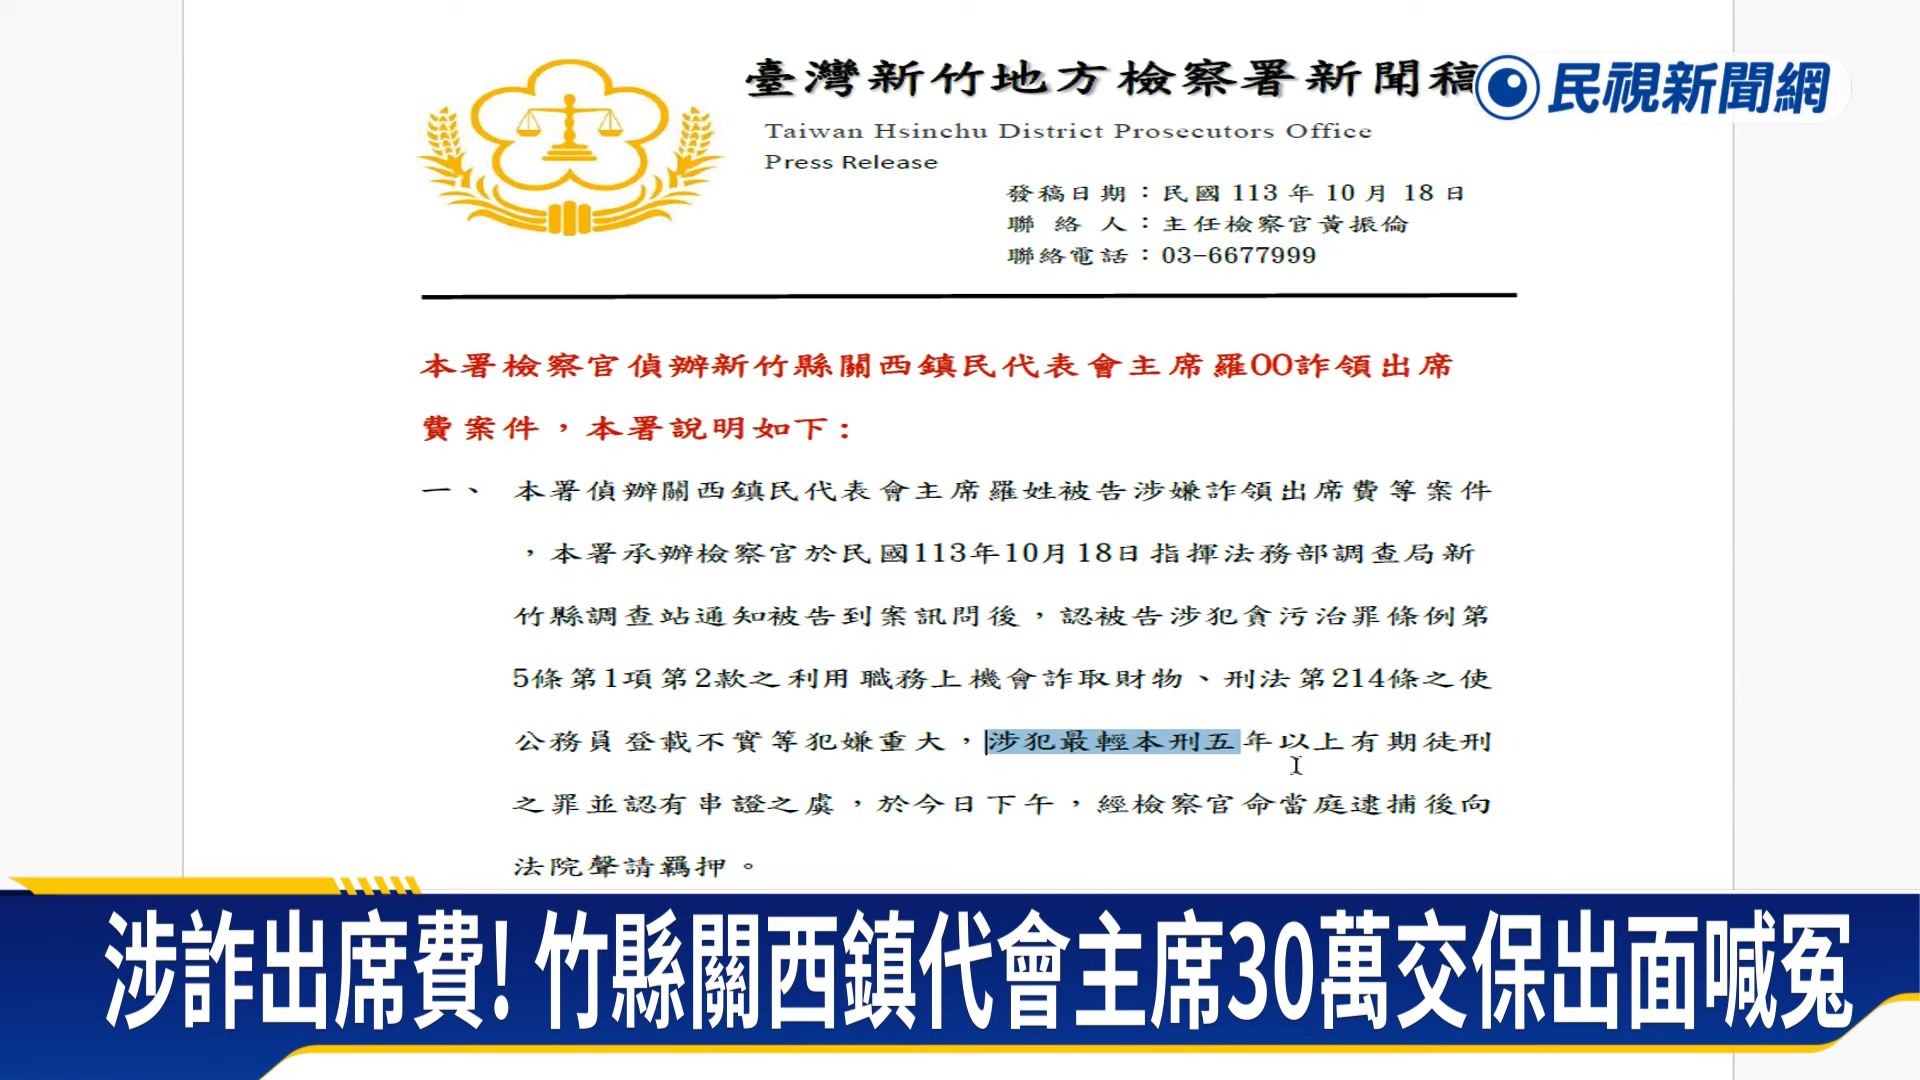 臺灣新竹地方檢察署新聞稿
民視新聞網
Taiwan Hsinchu District Prosecutors Office
Press Release
發稿日期：民國 113 年 10 月 18 日
聯 絡 人：主任檢察官黃振倫
聯絡電話：03-6677999
本署檢察官偵辦新竹縣關西鎮民代表會主席羅OO詐領出席
費案件，本署說明如下:
一、 本署偵辦關西鎮民代表會主席羅姓被告涉嫌詐領出席費等案件
，本署承辦檢察官於民國113年10月18日指揮法務部調查局新
竹縣調查站通知被告到案訊問後，認被告涉犯貪污治罪條例第
5條第1項第2款之利用職務上機會詐取財物、刑法第214條之使
公務員登載不實等犯嫌重大，涉犯最輕本刑五年以上有期徒刑
之罪並認有串證之虞，於今日下午，經檢察官命當庭逮捕後向
法院聲請羈押。
涉詐出席費! 竹縣關西鎮代會主席30萬交保出面喊冤